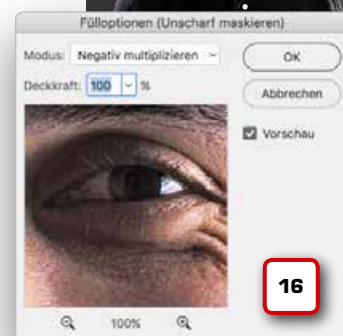 Fülloptionen (Unscharf maskieren)
Modus: Negativ multiplizieren
OK
Deckkraft: 100 %
Abbrechen
Vorschau
16
100%